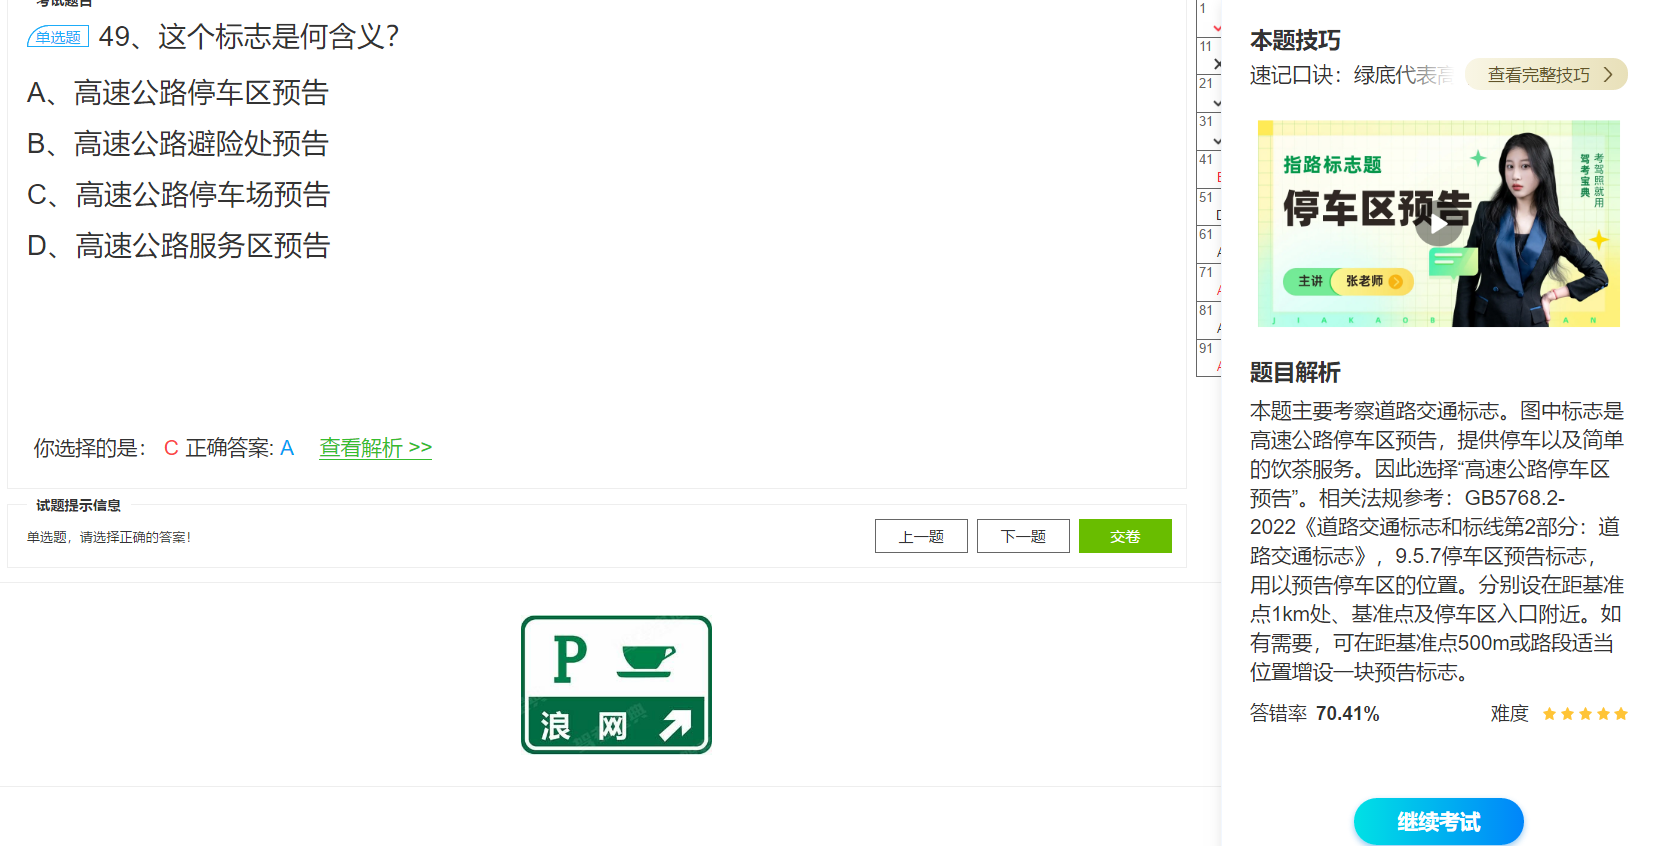 考试题目
单选题 49、这个标志是何含义？
A、高速公路停车区预告
B、高速公路避险处预告
C、高速公路停车场预告
D、高速公路服务区预告
你选择的是： C 正确答案: A 查看解析 >>
试题提示信息
单选题，请选择正确的答案！
上一题 下一题 交卷
P
浪 网
1
11
21
31
41
51
61
71
81
91
本题技巧
速记口诀：绿底代表高
查看完整技巧
指路标志题
停车区预告
主讲 张老师
考驾照就用
驾考宝典
题目解析
本题主要考察道路交通标志。图中标志是
高速公路停车区预告，提供停车以及简单
的饮茶服务。因此选择“高速公路停车区
预告”。相关法规参考：GB5768.2-
2022《道路交通标志和标线第2部分：道
路交通标志》，9.5.7停车区预告标志，
用以预告停车区的位置。分别设在距基准
点1km处、基准点及停车区入口附近。如
有需要，可在距基准点500m或路段适当
位置增设一块预告标志。
答错率 70.41% 难度
继续考试